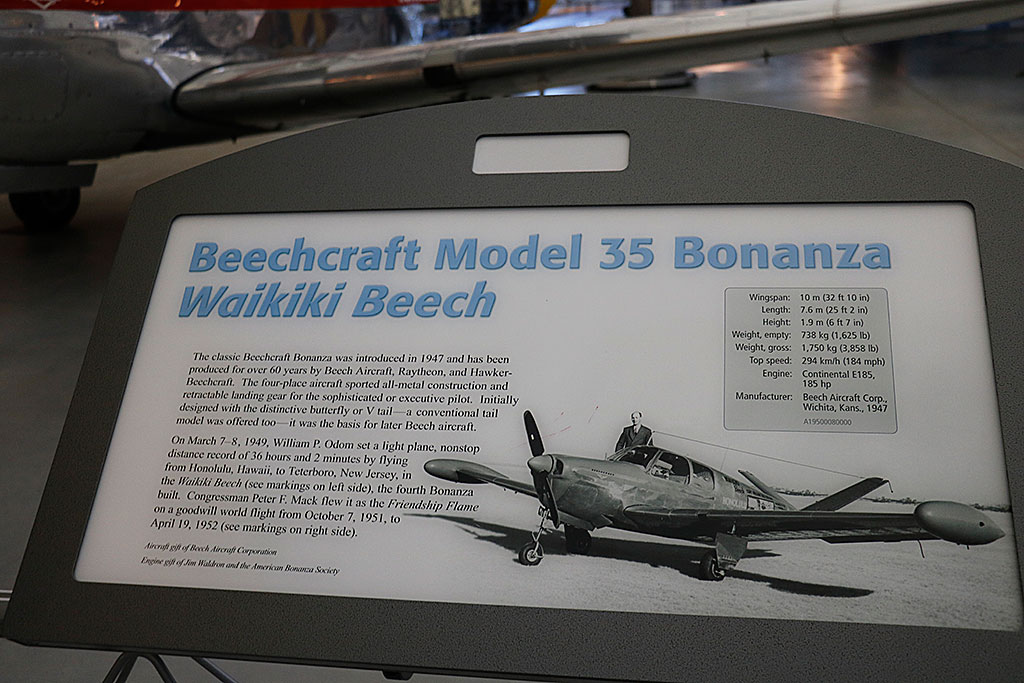 Beechcraft Model 35 Bonanza
Waikiki Beech
Wingspan: 10 m (32 ft 10 in)
Length: 7.6 m (25 ft 2 in)
Height: 1.9 m (6 ft 7 in)
Weight, empty: 738 kg (1,625 lb)
Weight, gross: 1,750 kg (3,858 lb)
Top speed: 294 km/h (184 mph)
Engine: Continental E185,
185 hp
Manufacturer: Beech Aircraft Corp.,
Wichita, Kans., 1947
A19500080000
The classic Beechcraft Bonanza was introduced in 1947 and has been
produced for over 60 years by Beech Aircraft, Raytheon, and Hawker-
Beechcraft. The four-place aircraft sported all-metal construction and
retractable landing gear for the sophisticated or executive pilot. Initially
designed with the distinctive butterfly or V tail—a conventional tail
model was offered too—it was the basis for later Beech aircraft.
On March 7–8, 1949, William P. Odom set a light plane, nonstop
distance record of 36 hours and 2 minutes by flying
from Honolulu, Hawaii, to Teterboro, New Jersey, in
the Waikiki Beech (see markings on left side), the fourth Bonanza
built. Congressman Peter F. Mack flew it as the Friendship Flame
on a goodwill world flight from October 7, 1951, to
April 19, 1952 (see markings on right side).
Aircraft gift of Beech Aircraft Corporation
Engine gift of Jim Waldron and the American Bonanza Society